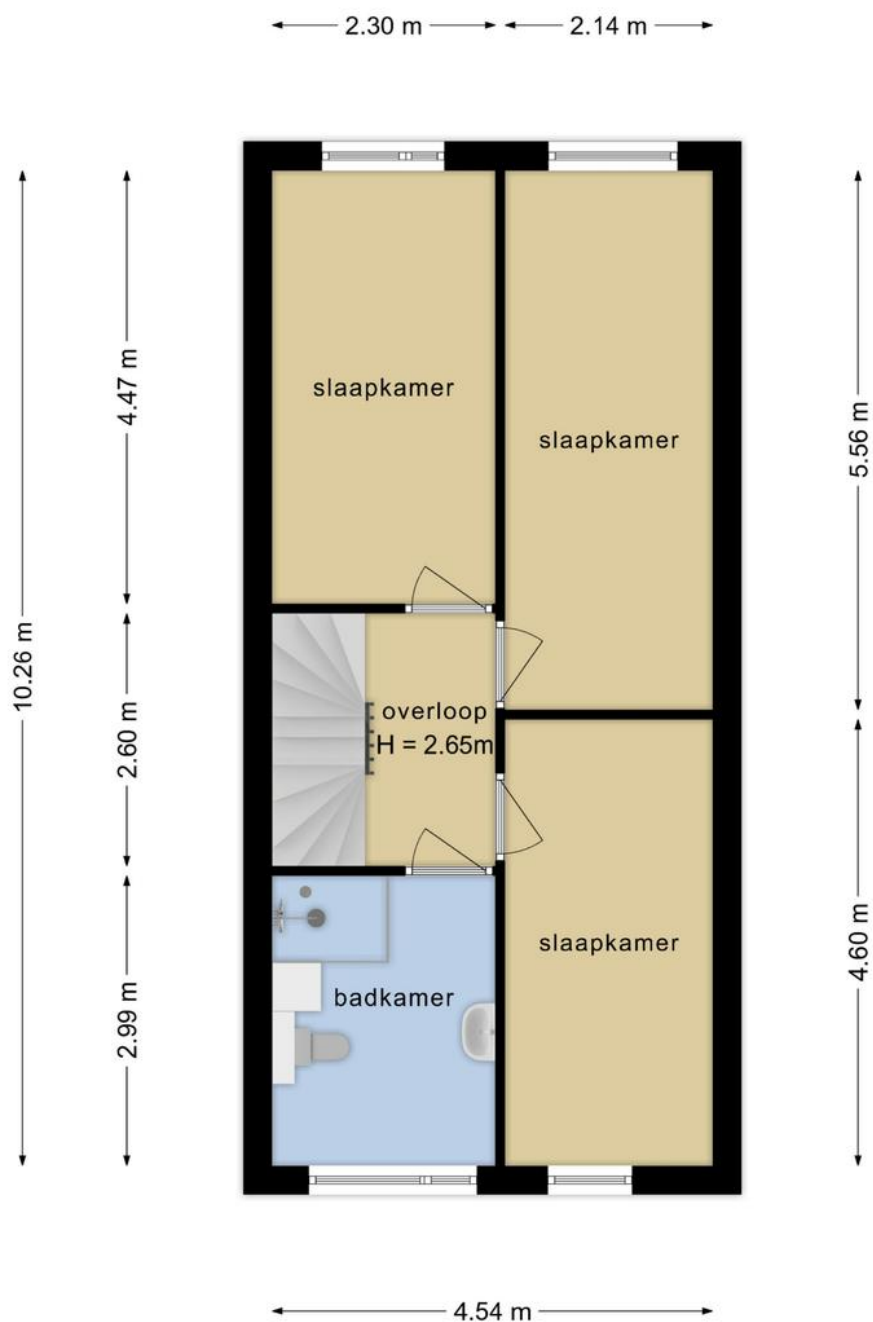 2.30 m
2.14 m
4.47 m
5.56 m
slaapkamer
slaapkamer
10.26 m
2.60 m
overloop
H = 2.65m
4.60 m
slaapkamer
badkamer
2.99 m
4.54 m